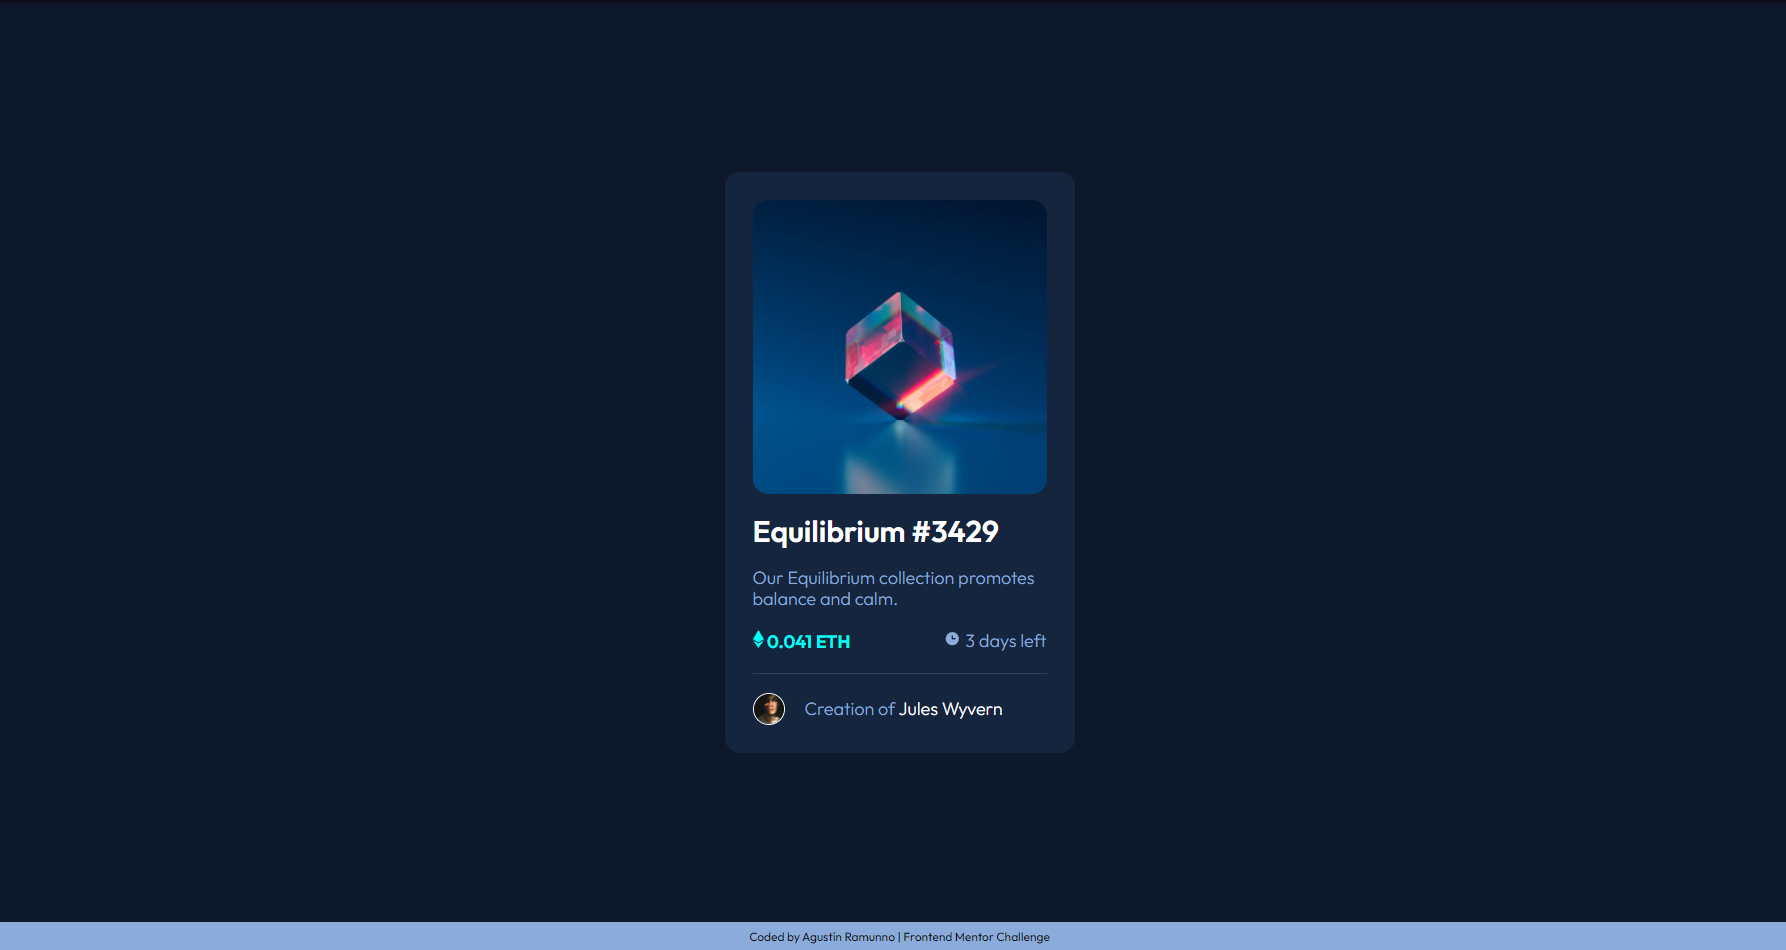 Equilibrium #3429
Our Equilibrium collection promotes
balance and calm.
0.041 ETH
3 days left
Creation of Jules Wyvern
Coded by Agustín Ramunno | Frontend Mentor Challenge